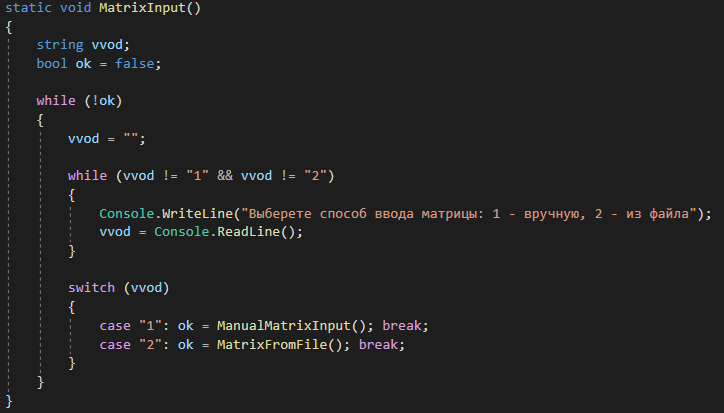 static void MatrixInput()
{
string vvod;
bool ok = false;
while (!ok)
{
vvod = "";
while (vvod != "1" && vvod != "2")
{
Console.WriteLine("Выберете способ ввода матрицы: 1 - вручную, 2 - из файла");
vvod = Console.ReadLine();
}
switch (vvod)
{
case "1": ok = ManualMatrixInput(); break;
case "2": ok = MatrixFromFile(); break;
}
}
}